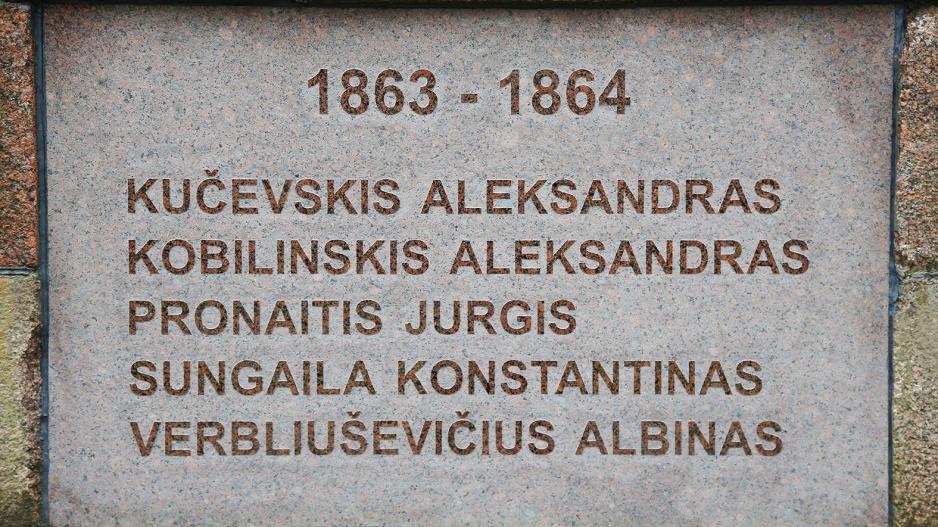 1863 - 1864
KUČEVSKIS ALEKSANDRAS
KOBILINSKIS ALEKSANDRAS
PRONAITIS JURGIS
SUNGAILA KONSTANTINAS
VERBLIUŠEVIČIUS ALBINAS